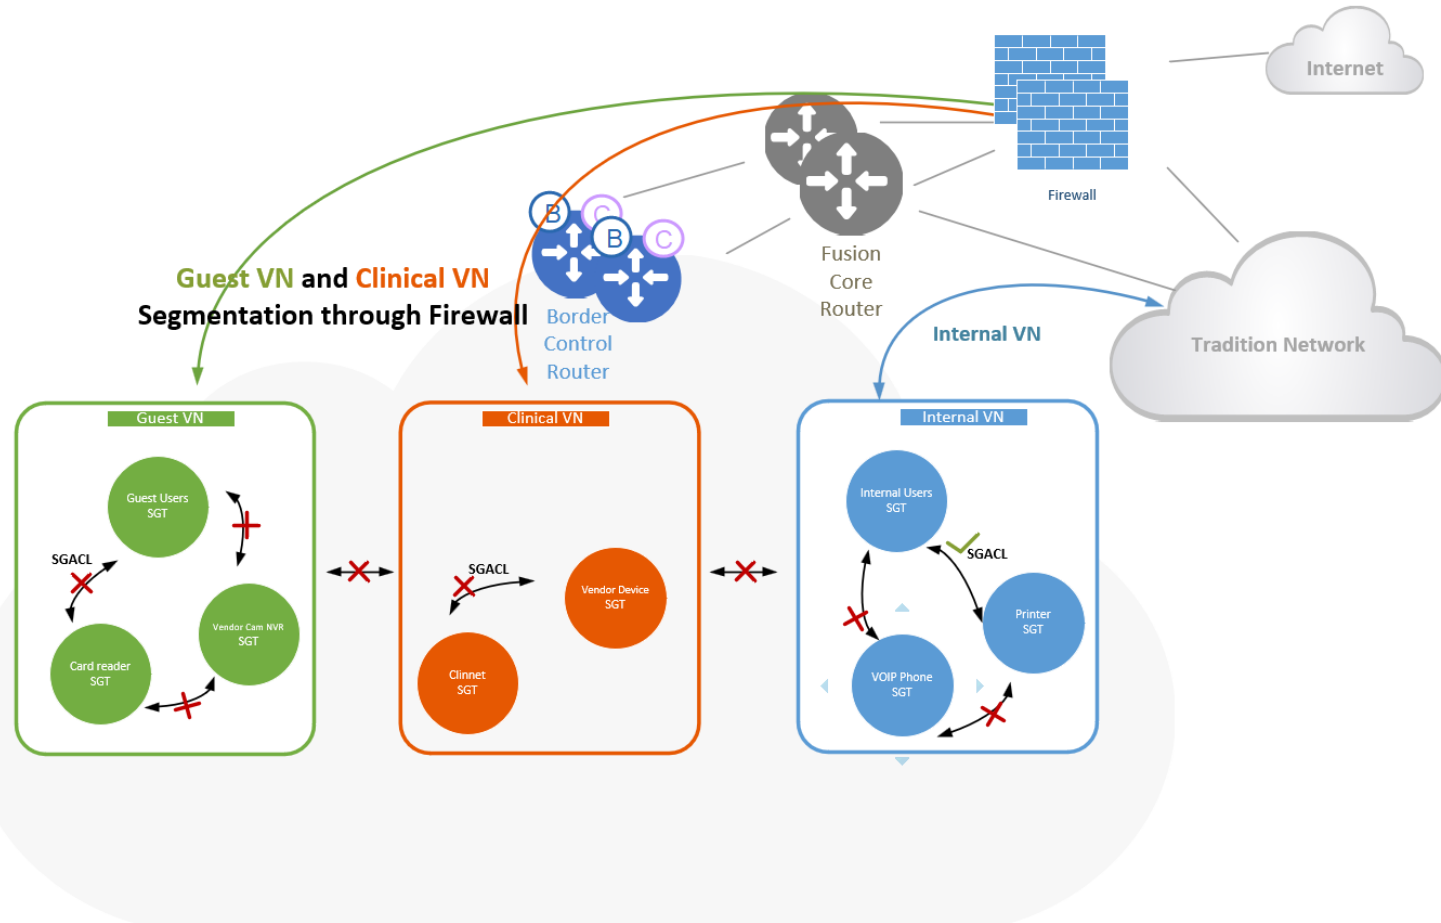 Internet
Firewall
B
C
B
C
Fusion
Core
Router
Guest VN and Clinical VN
Segmentation through Firewall
Border
Control
Router
Internal VN
Tradition Network
Guest VN
Guest Users
SGT
SGACL
Vendor Cam NVR
SGT
Card reader
SGT
Clinical VN
SGACL
Vendor Device
SGT
Clinnet
SGT
Internal VN
Internal Users
SGT
SGACL
Printer
SGT
VOIP Phone
SGT